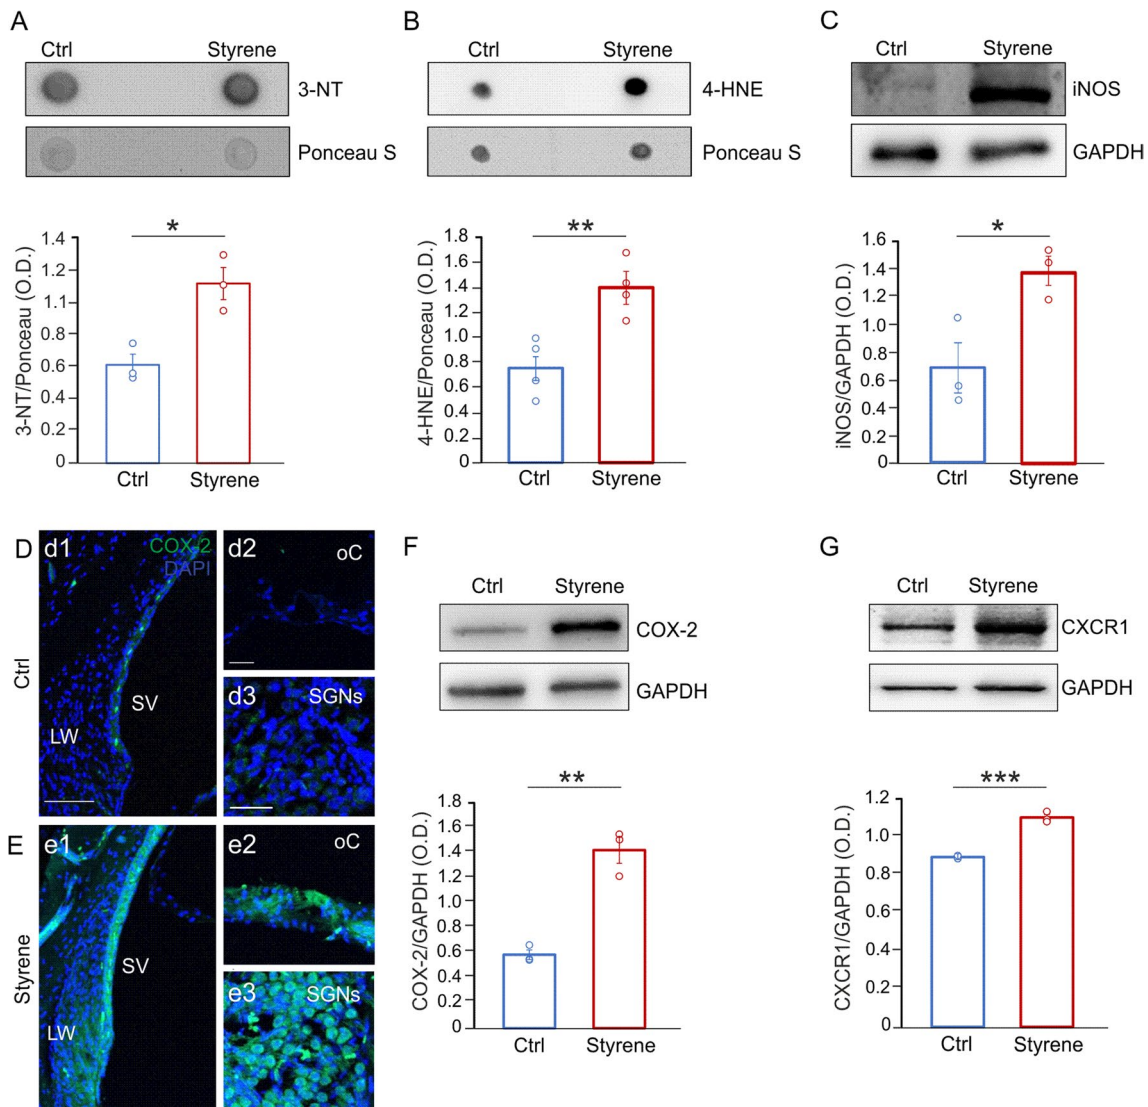 A
Ctrl Styrene
3-NT
Ponceau S
*
3-NT/Ponceau (O.D.)
1.4
1.2
1.1
0.6
0.4
0.2
0
Ctrl Styrene
B
Ctrl Styrene
4-HNE
Ponceau S
**
4-HNE/Ponceau (O.D.)
1.8
1.6
1.4
1.2
1.0
0.8
0.6
0.4
0.2
0
Ctrl Styrene
C
Ctrl Styrene
iNOS
GAPDH
*
iNOS/GAPDH (O.D.)
1.6
1.4
1.2
1.0
0.8
0.6
0.4
0.2
0
Ctrl Styrene
D
Ctrl
d1
COX-2
DAPI
SV
LW
d2
oC
d3
SGNs
E
Styrene
e1
SV
LW
e2
oC
e3
SGNs
F
Ctrl Styrene
COX-2
GAPDH
**
COX-2/GAPDH (O.D.)
1.8
1.6
1.4
1.2
1.0
0.8
0.6
0.4
0.2
0
Ctrl Styrene
G
Ctrl Styrene
CXCR1
GAPDH
***
CXCR1/GAPDH (O.D.)
1.2
1.0
0.8
0.6
0.4
0.2
0
Ctrl Styrene